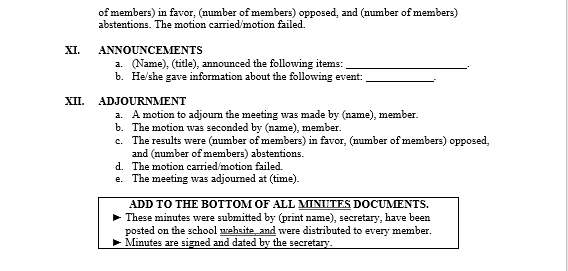 of members) in favor, (number of members) opposed, and (number of members)
abstentions. The motion carried/motion failed.
XI. ANNOUNCEMENTS
a. (Name), (title), announced the following items: ____________________.
b. He/she gave information about the following event: ____________.
XII. ADJOURNMENT
a. A motion to adjourn the meeting was made by (name), member.
b. The motion was seconded by (name), member.
c. The results were (number of members) in favor, (number of members) opposed,
and (number of members) abstentions.
d. The motion carried/motion failed.
e. The meeting was adjourned at (time).
ADD TO THE BOTTOM OF ALL MINUTES DOCUMENTS.
► These minutes were submitted by (print name), secretary, have been
posted on the school website, and were distributed to every member.
► Minutes are signed and dated by the secretary.